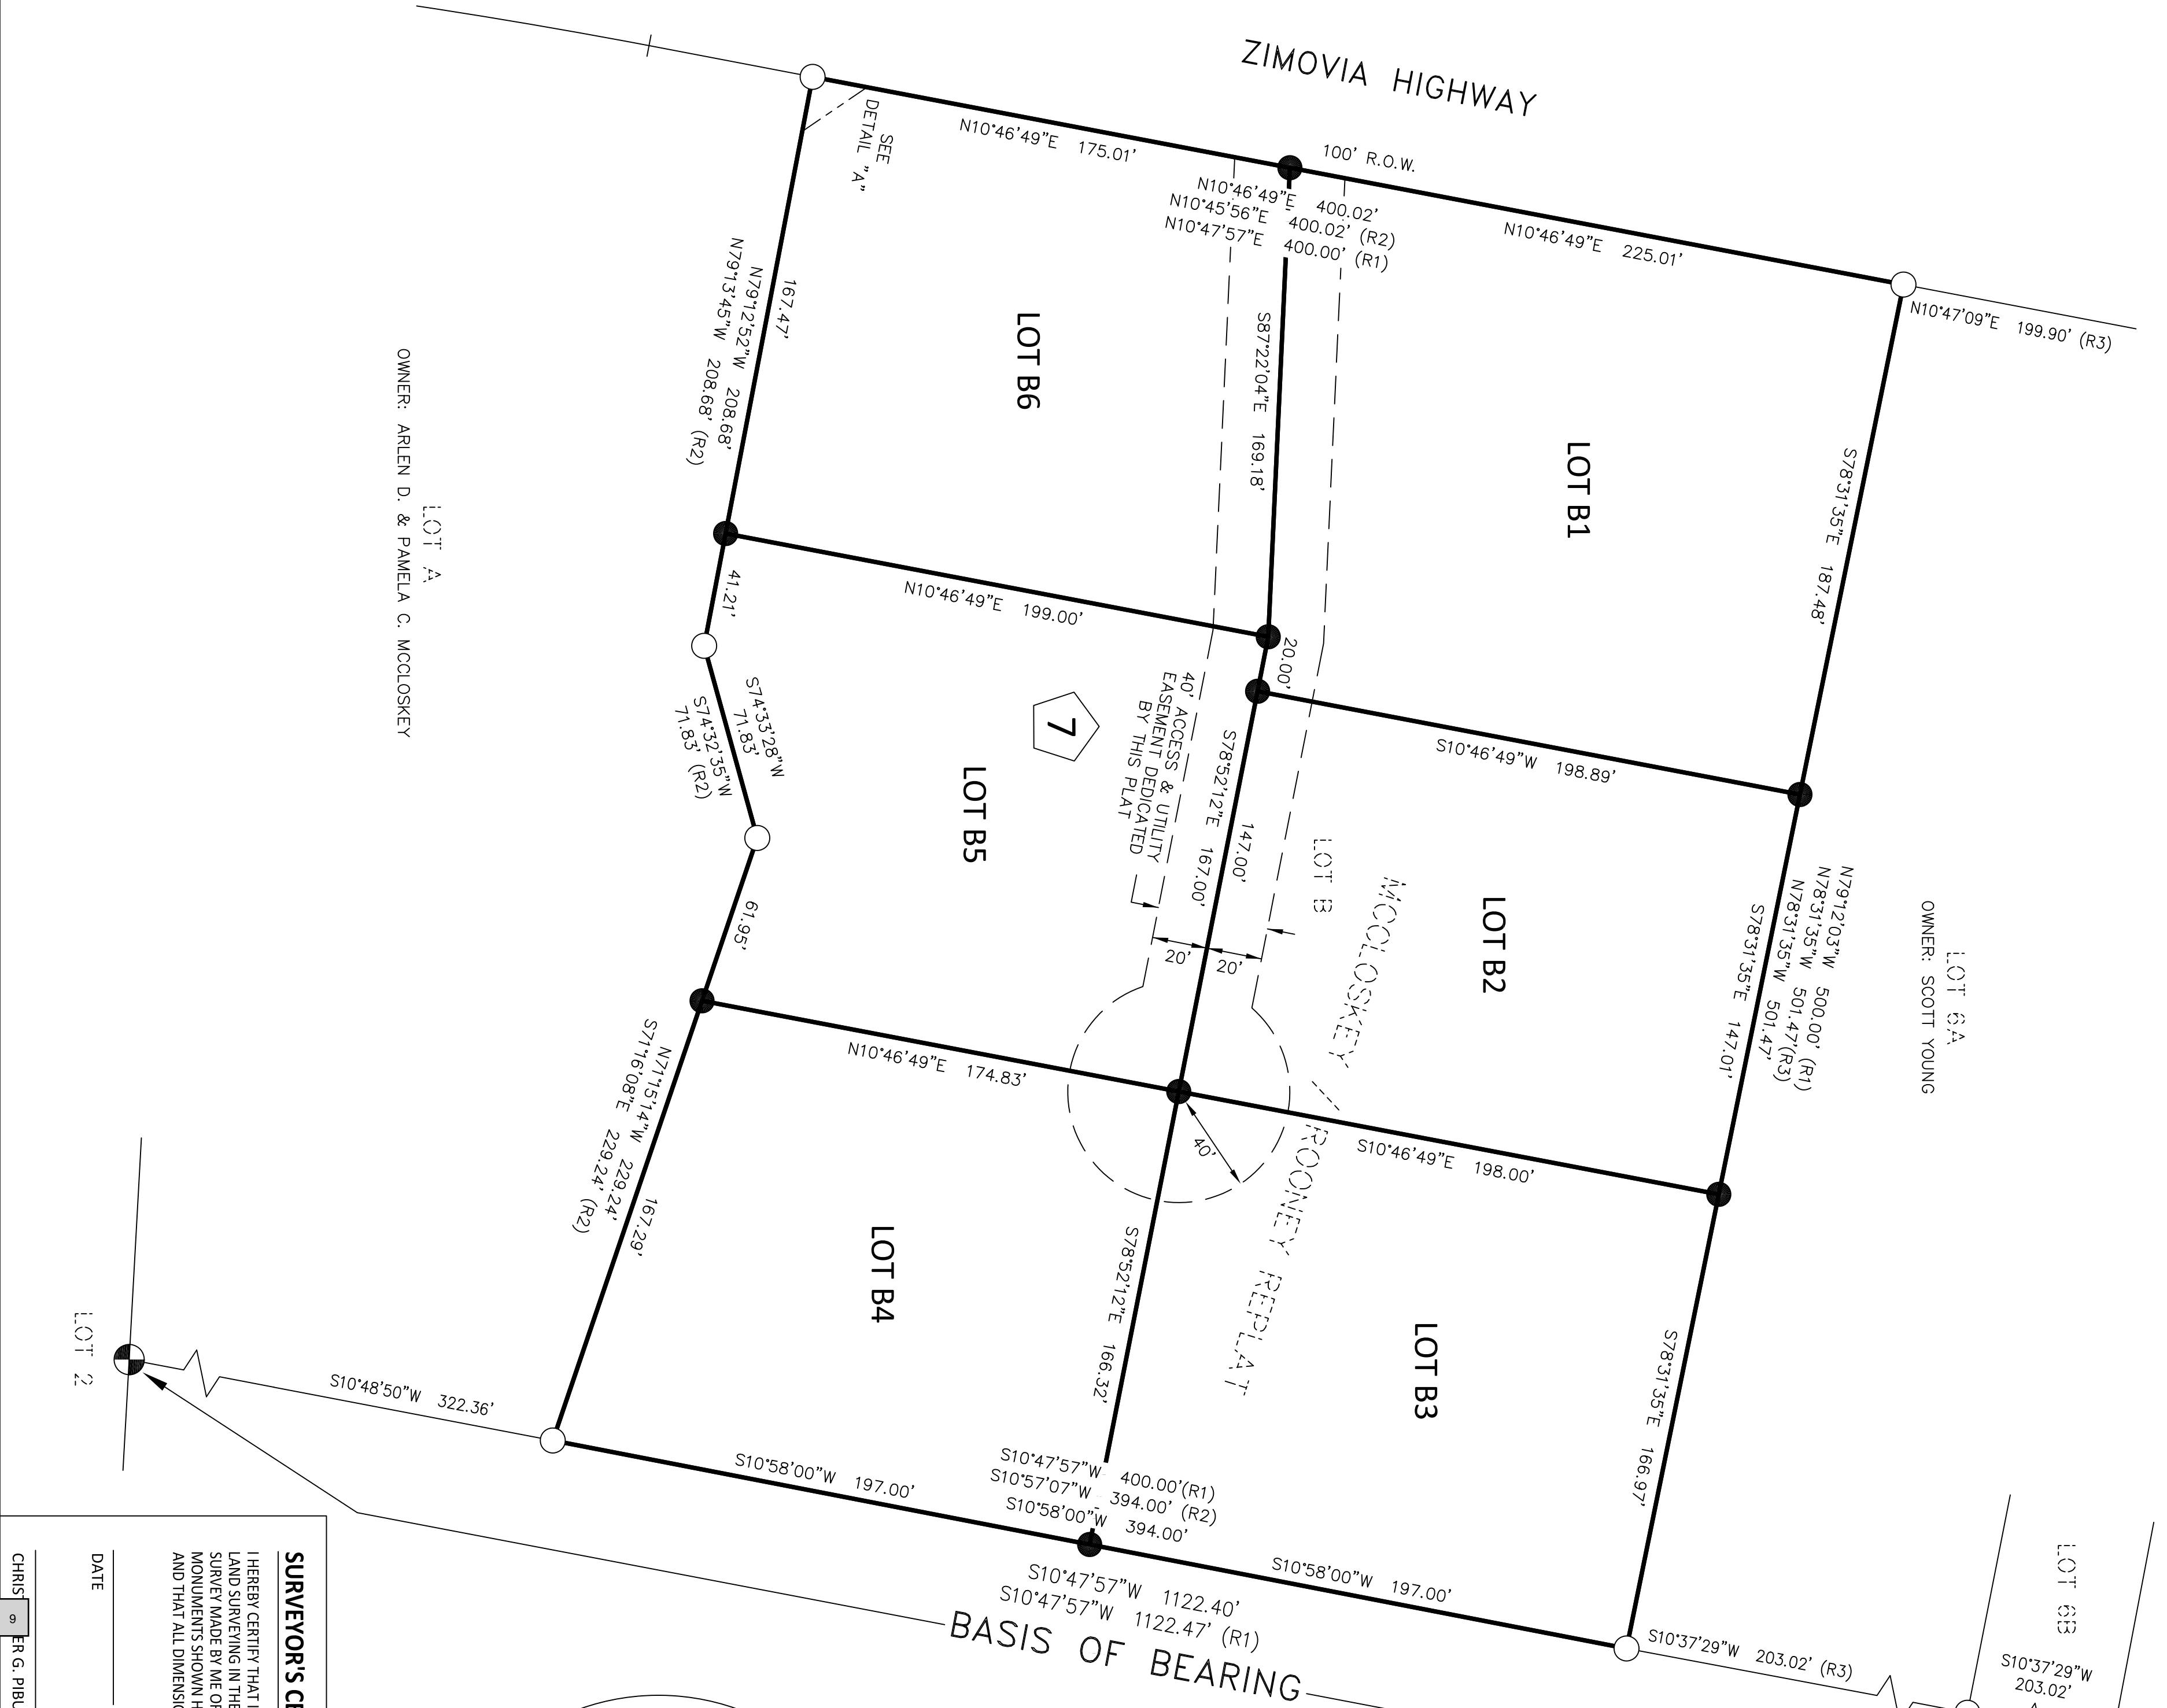 ZIMOVIA HIGHWAY
100' R.O.W.
N10°46'49"E 175.01'
N10°46'49"E 400.02'
N10°45'56"E 400.02' (R2)
N10°47'57"E 400.00' (R1)
N10°46'49"E 225.01'
N10°47'09"E 199.90' (R3)
SEE
DETAIL "A"
167.47'
N79°12'52"W 208.68'
N79°13'45"W 208.68' (R2)
LOT B6
S87°22'04"E 169.18'
LOT B1
S78°31'35"E 187.48'
LOT A
OWNER: ARLEN D. & PAMELA C. MCCLOSKEY
41.21'
N10°46'49"E 199.00'
20.00'
S10°46'49"W 198.89'
S74°33'28"W
71.83'
S74°32'35"W
71.83' (R2)
7
LOT B5
40' ACCESS & UTILITY
EASEMENT DEDICATED
BY THIS PLAT
147.00'
S78°52'12"E 167.00'
20'
20'
LOT B
MCCLOSKEY / ROONEY REPLAT
LOT B2
N79°12'03"W 500.00' (R1)
N78°31'35"W 501.47'(R3)
N78°31'35"W 501.47'
S78°31'35"E 147.01'
LOT 6A
OWNER: SCOTT YOUNG
61.95'
N10°46'49"E 174.83'
40'
S10°46'49"E 198.00'
167.29'
N71°15'14"W 229.24'
S71°16'08"E 229.24' (R2)
LOT B4
S78°52'12"E 166.32'
LOT B3
S78°31'35"E 166.97'
LOT 2
S10°48'50"W 322.36'
S10°58'00"W 197.00'
S10°47'57"W 400.00'(R1)
S10°57'07"W 394.00' (R2)
S10°58'00"W 394.00'
S10°58'00"W 197.00'
S10°47'57"W 1122.40'
S10°47'57"W 1122.47' (R1)
BASIS OF BEARING
S10°37'29"W 203.02' (R3)
LOT 6B
S10°37'29"W
203.02'
SURVEYOR'S CE
I HEREBY CERTIFY THAT I
LAND SURVEYING IN THE
SURVEY MADE BY ME OR
MONUMENTS SHOWN H
AND THAT ALL DIMENSIO
DATE
CHRIS ER G. PIBU
9